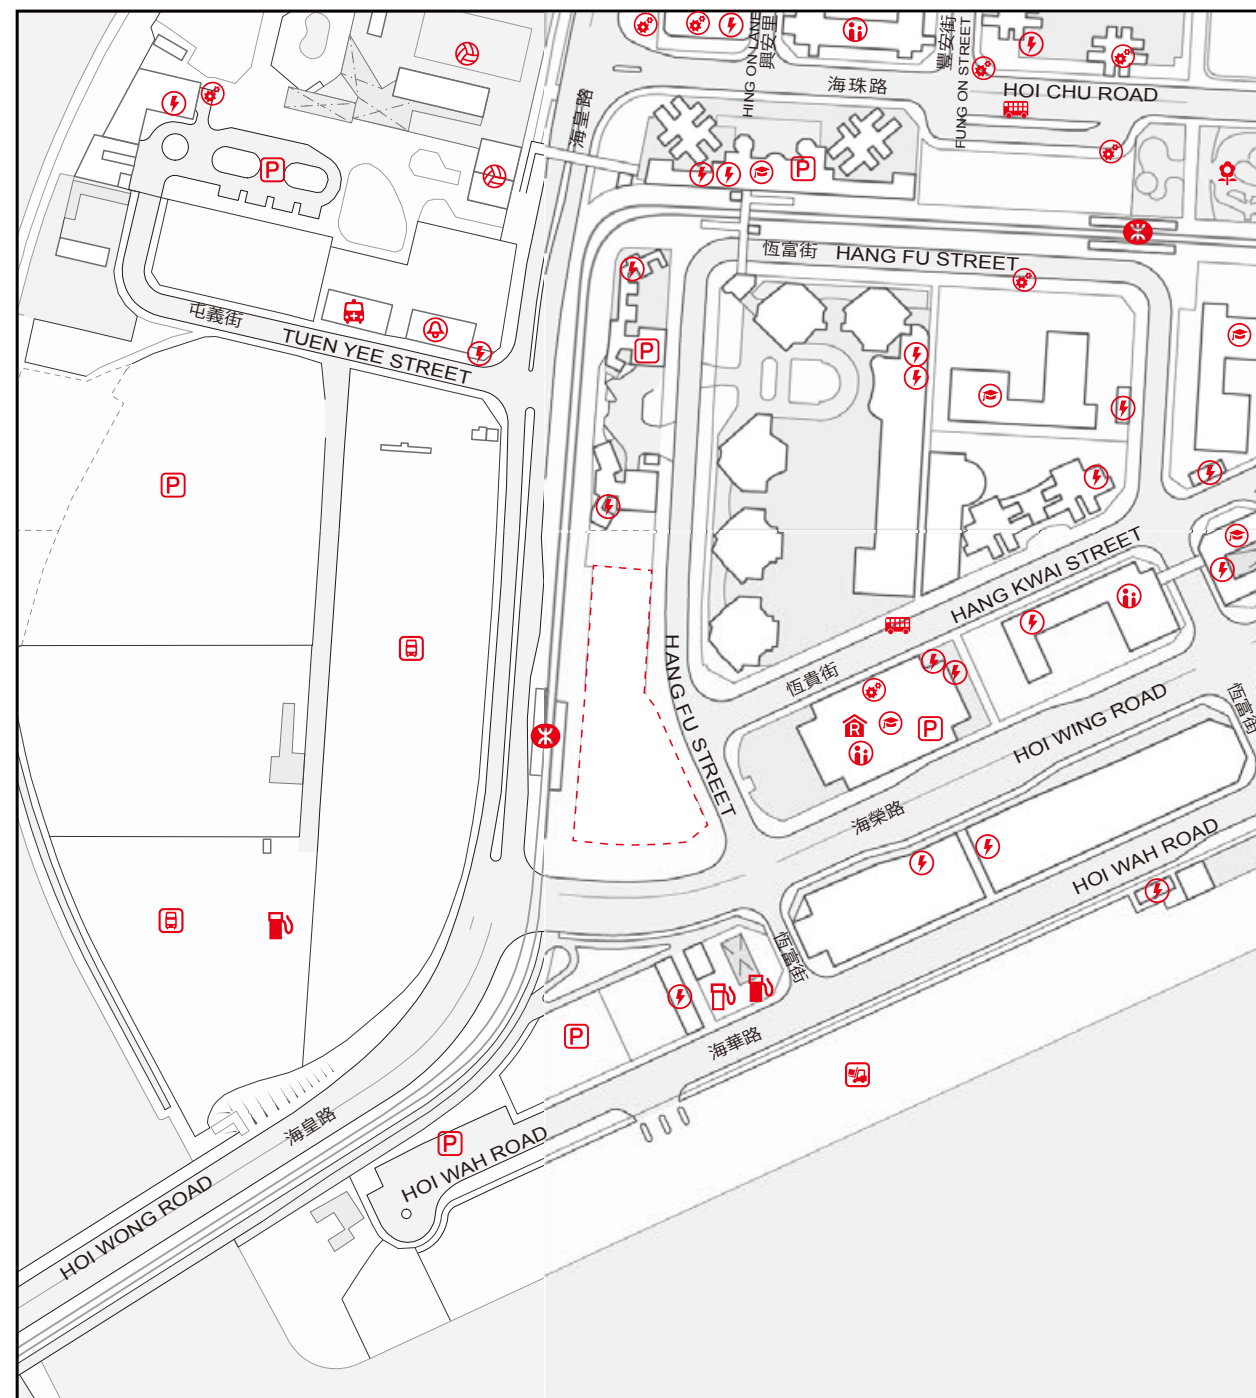 HING ON LANE
興安里
豐安街
FUNG ON STREET
海珠路
HOI CHU ROAD
海皇路
P
P
恆富街
HANG FU STREET
屯義街
TUEN YEE STREET
P
P
HANG KWAI STREET
HANG FU STREET
恆貴街
R
P
HOI WING ROAD
恆富街
海榮路
HOI WAH ROAD
恆富街
P
海華路
海皇路
P
HOI WAH ROAD
HOI WONG ROAD